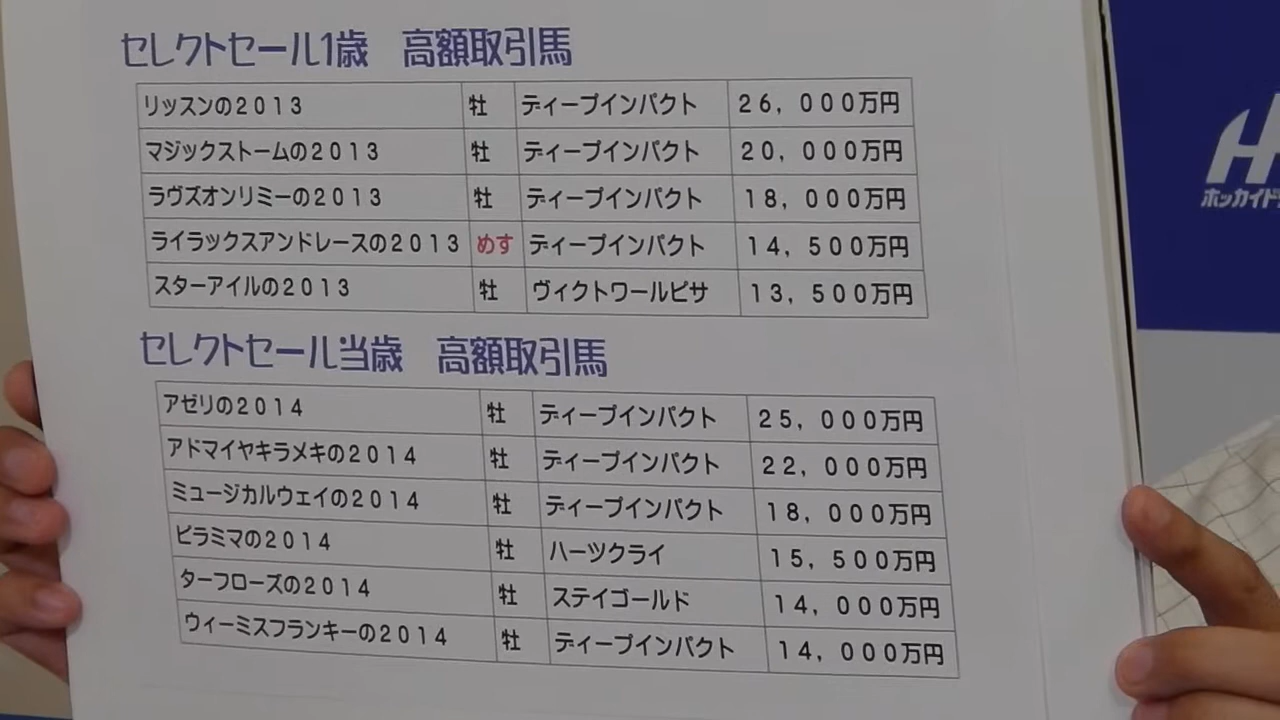 セレクトセール1歳 高額取引馬
リッスンの2013 牡 ディープインパクト 26,000万円
マジックストームの2013 牡 ディープインパクト 20,000万円
ラヴズオンリミーの2013 牡 ディープインパクト 18,000万円
ライラックスアンドレースの2013 めす ディープインパクト 14,500万円
スターアイルの2013 牡 ヴィクトワールピサ 13,500万円
セレクトセール当歳 高額取引馬
アゼリの2014 牡 ディープインパクト 25,000万円
アドマイヤキラメキの2014 牡 ディープインパクト 22,000万円
ミュージカルウェイの2014 牡 ディープインパクト 18,000万円
ピラミマの2014 牡 ハーツクライ 15,500万円
ターフローズの2014 牡 ステイゴールド 14,000万円
ウィーミスフランキーの2014 牡 ディープインパクト 14,000万円
H
ホッカイド